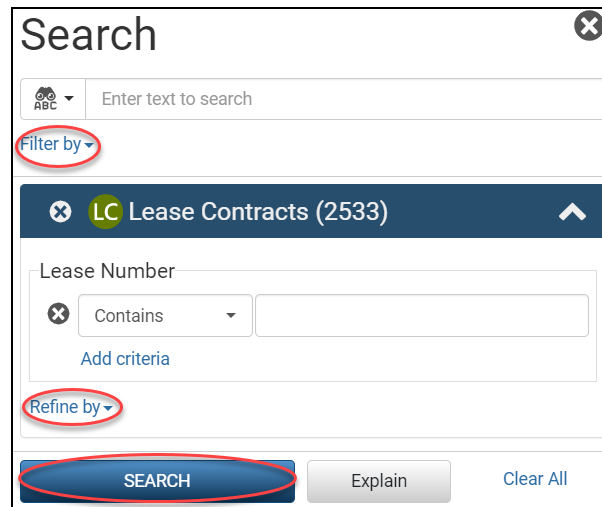 Search
ABC Enter text to search
Filter by
LC Lease Contracts (2533)
Lease Number
Contains
Add criteria
Refine by
SEARCH Explain Clear All